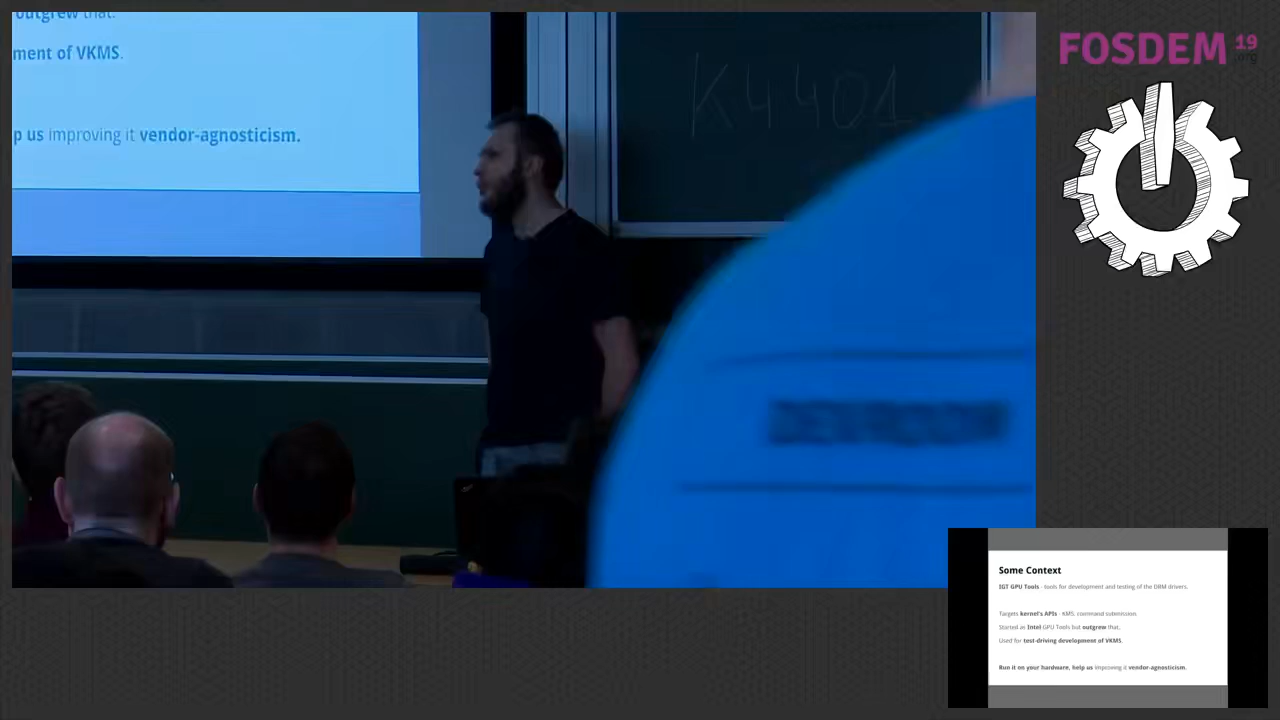 outgrew that.
ment of VKMS.
p us improving it vendor-agnosticism.
K4401
DEVROOM
FOSDEM 19
.org
Some Context
IGT GPU Tools - tools for development and testing of the DRM drivers.
Targets kernel's APIs - KMS, command submission.
Started as Intel GPU Tools but outgrew that.
Used for test-driving development of VKMS.
Run it on your hardware, help us improving it vendor-agnosticism.